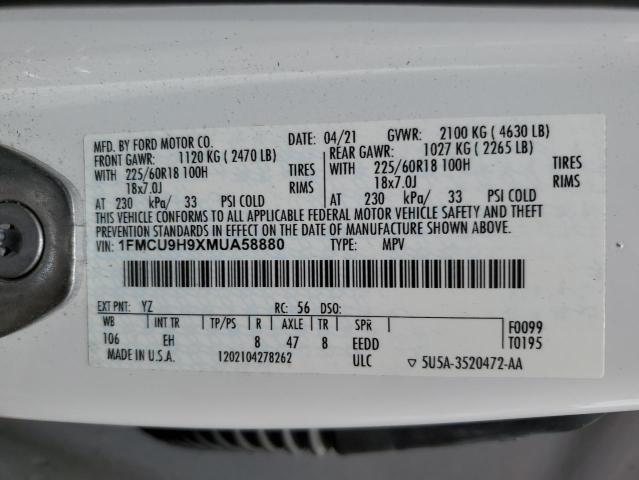 MFD. BY FORD MOTOR CO. DATE: 04/21 GVWR: 2100 KG ( 4630 LB)
FRONT GAWR: 1120 KG ( 2470 LB) REAR GAWR: 1027 KG ( 2265 LB)
WITH 225/60R18 100H TIRES WITH 225/60R18 100H TIRES
18x7.0J RIMS 18x7.0J RIMS
AT 230 kPa/ 33 PSI COLD AT 230 kPa/ 33 PSI COLD
THIS VEHICLE CONFORMS TO ALL APPLICABLE FEDERAL MOTOR VEHICLE SAFETY AND THEFT
PREVENTION STANDARDS IN EFFECT ON THE DATE OF MANUFACTURE SHOWN ABOVE.
VIN: 1FMCU9H9XMUA58880 TYPE: MPV
EXT PNT: YZ RC: 56 DSO:
WB INT TR TP/PS R AXLE TR SPR F0099
106 EH 8 47 8 EEDD T0195
MADE IN U.S.A. 1202104278262 ULC ▽ 5U5A-3520472-AA